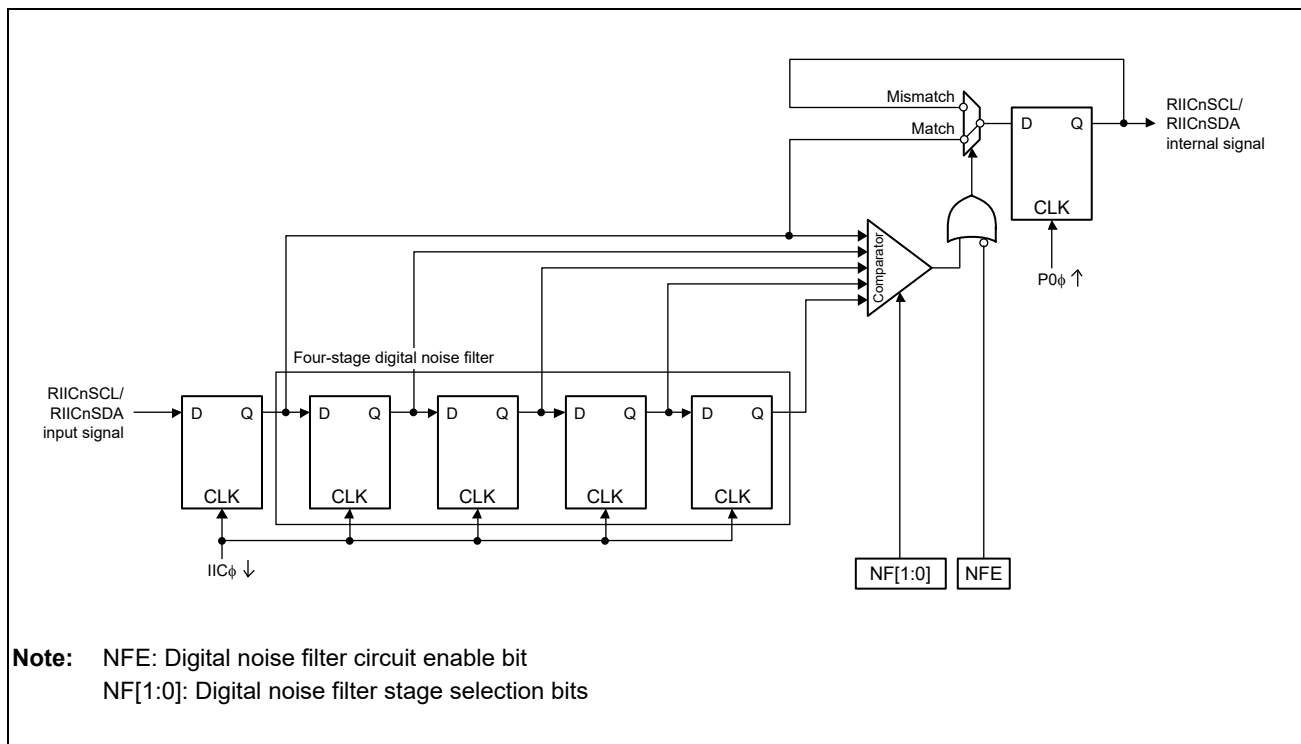 Mismatch
Match
D Q
CLK
RIICnSCL/
RIICnSDA
internal signal
P0ϕ ↑
Comparator
Four-stage digital noise filter
RIICnSCL/
RIICnSDA
input signal
D Q
CLK
D Q
CLK
D Q
CLK
D Q
CLK
D Q
CLK
IICϕ ↓
NF[1:0]
NFE
Note: NFE: Digital noise filter circuit enable bit
NF[1:0]: Digital noise filter stage selection bits